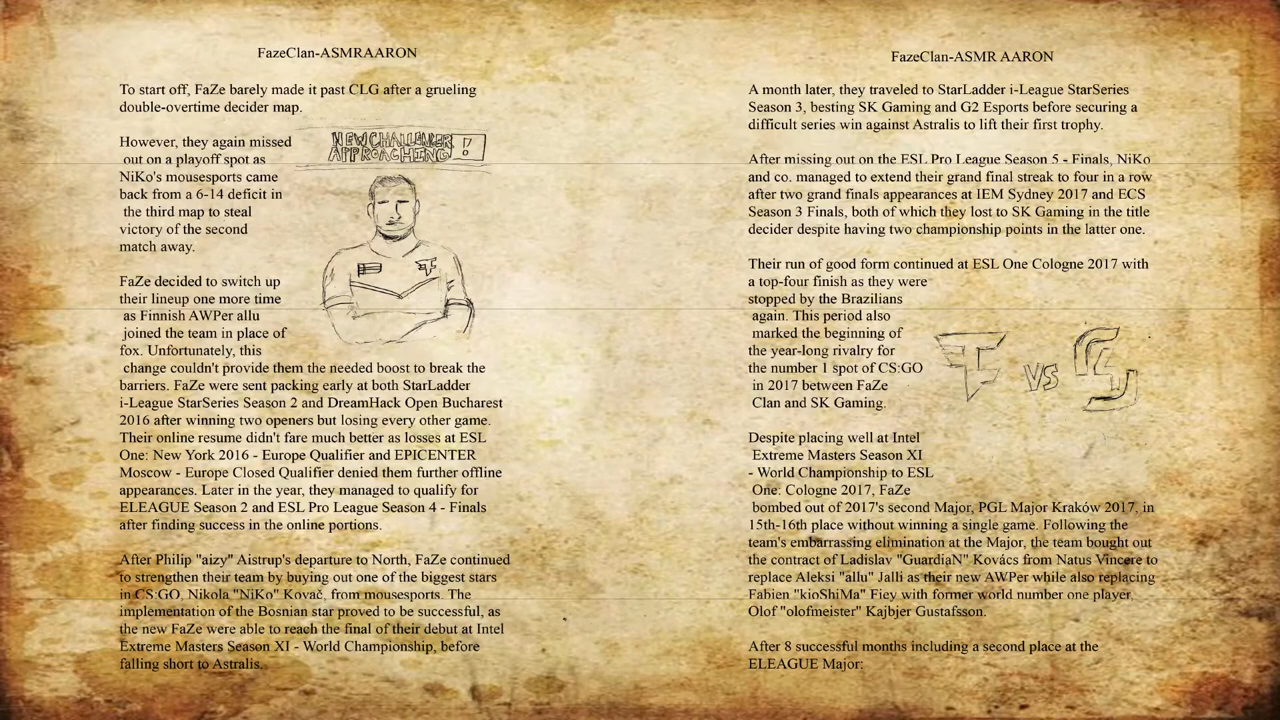 FazeClan-ASMRAARON
To start off, FaZe barely made it past CLG after a grueling
double-overtime decider map.
However, they again missed
out on a playoff spot as
NiKo's mousesports came
back from a 6-14 deficit in
the third map to steal
victory of the second
match away.
NEW CHALLENGER
APPROACHING !
FaZe decided to switch up
their lineup one more time
as Finnish AWPer allu
joined the team in place of
fox. Unfortunately, this
change couldn't provide them the needed boost to break the
barriers. FaZe were sent packing early at both StarLadder
i-League StarSeries Season 2 and DreamHack Open Bucharest
2016 after winning two openers but losing every other game.
Their online resume didn't fare much better as losses at ESL
One: New York 2016 - Europe Qualifier and EPICENTER
Moscow - Europe Closed Qualifier denied them further offline
appearances. Later in the year, they managed to qualify for
ELEAGUE Season 2 and ESL Pro League Season 4 - Finals
after finding success in the online portions.
After Philip "aizy" Aistrup's departure to North, FaZe continued
to strengthen their team by buying out one of the biggest stars
in CS:GO, Nikola "NiKo" Kovač, from mousesports. The
implementation of the Bosnian star proved to be successful, as
the new FaZe were able to reach the final of their debut at Intel
Extreme Masters Season XI - World Championship, before
falling short to Astralis.
FazeClan-ASMR AARON
A month later, they traveled to StarLadder i-League StarSeries
Season 3, besting SK Gaming and G2 Esports before securing a
difficult series win against Astralis to lift their first trophy.
After missing out on the ESL Pro League Season 5 - Finals, NiKo
and co. managed to extend their grand final streak to four in a row
after two grand finals appearances at IEM Sydney 2017 and ECS
Season 3 Finals, both of which they lost to SK Gaming in the title
decider despite having two championship points in the latter one.
Their run of good form continued at ESL One Cologne 2017 with
a top-four finish as they were
stopped by the Brazilians
again. This period also
marked the beginning of
the year-long rivalry for
the number 1 spot of CS:GO
in 2017 between FaZe
Clan and SK Gaming.
VS
Despite placing well at Intel
Extreme Masters Season XI
- World Championship to ESL
One: Cologne 2017, FaZe
bombed out of 2017's second Major, PGL Major Kraków 2017, in
15th-16th place without winning a single game. Following the
team's embarrassing elimination at the Major, the team bought out
the contract of Ladislav "GuardiaN" Kovács from Natus Vincere to
replace Aleksi "allu" Jalli as their new AWPer while also replacing
Fabien "kioShiMa" Fiey with former world number one player,
Olof "olofmeister" Kajbjer Gustafsson.
After 8 successful months including a second place at the
ELEAGUE Major: